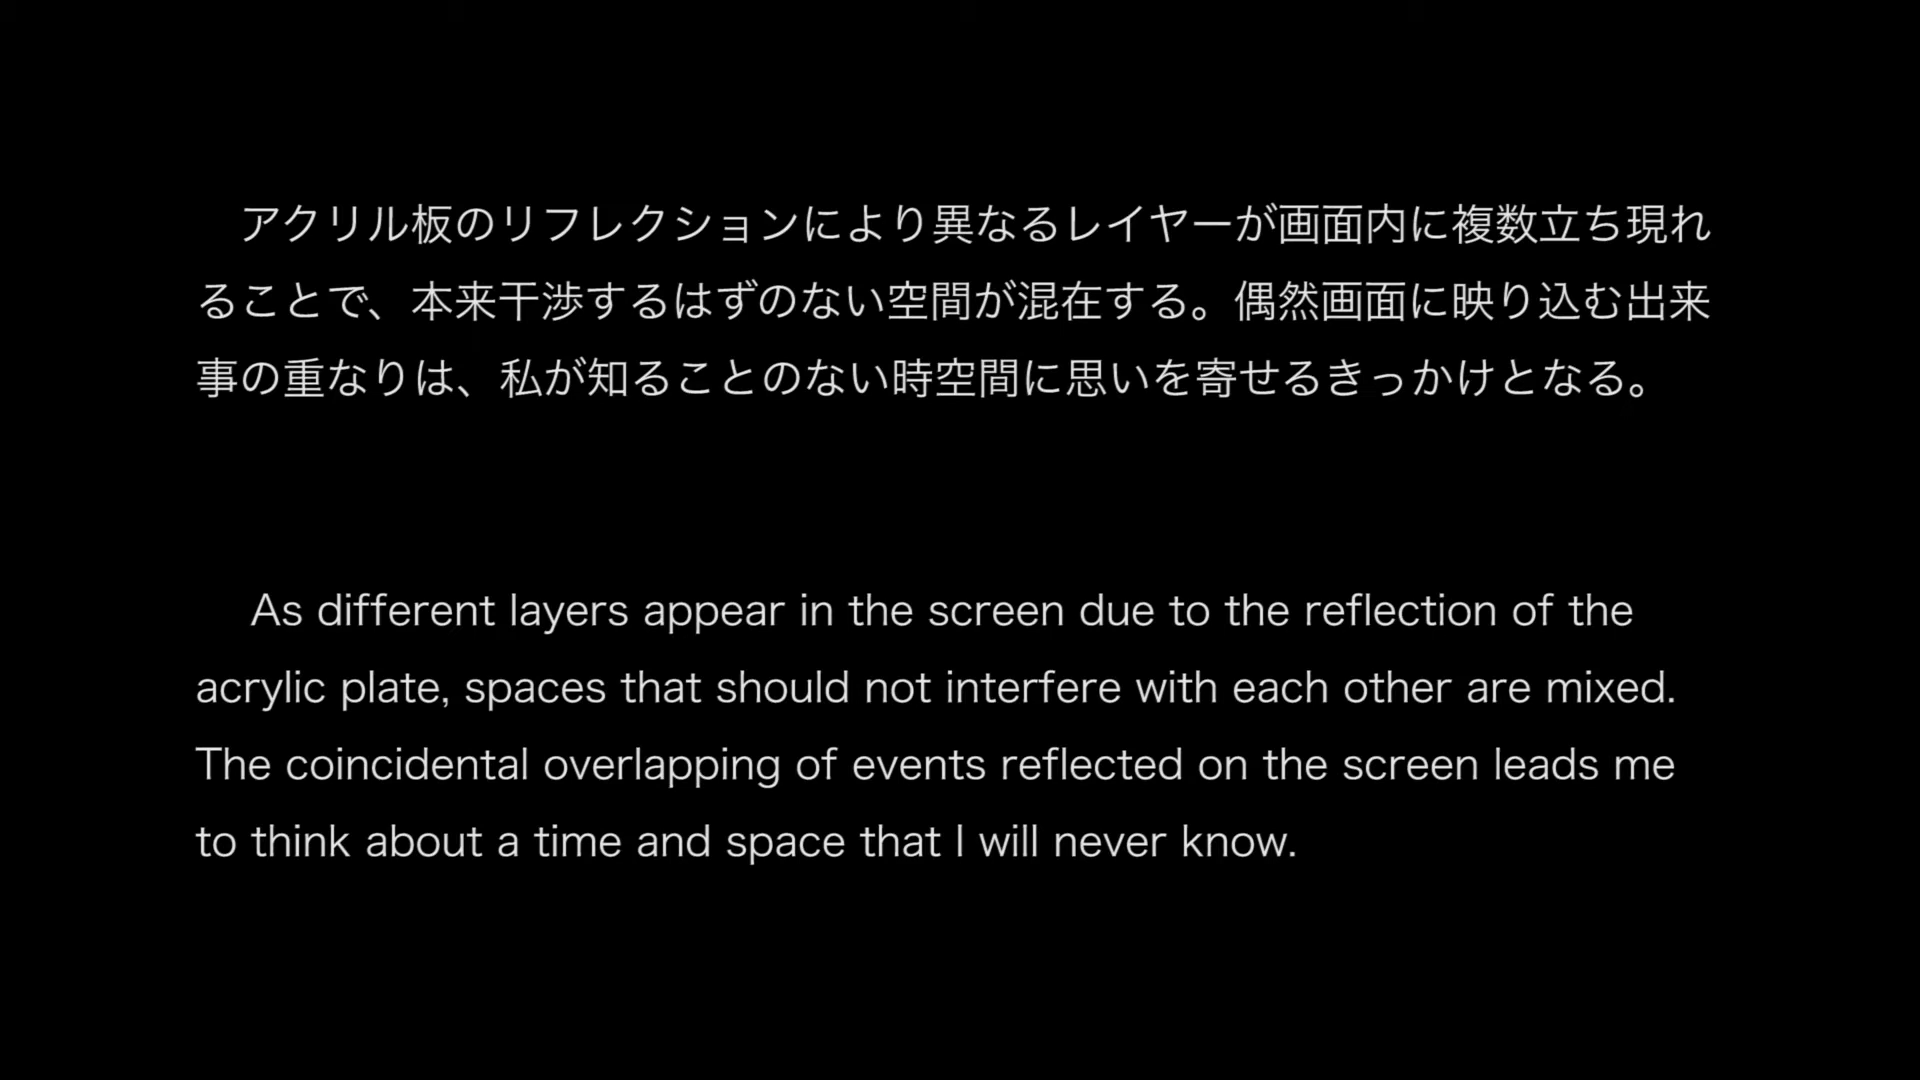 アクリル板のリフレクションにより異なるレイヤーが画面内に複数立ち現れ
ることで、本来干渉するはずのない空間が混在する。偶然画面に映り込む出来
事の重なりは、私が知ることのない時空間に思いを寄せるきっかけとなる。
As different layers appear in the screen due to the reflection of the
acrylic plate, spaces that should not interfere with each other are mixed.
The coincidental overlapping of events reflected on the screen leads me
to think about a time and space that I will never know.